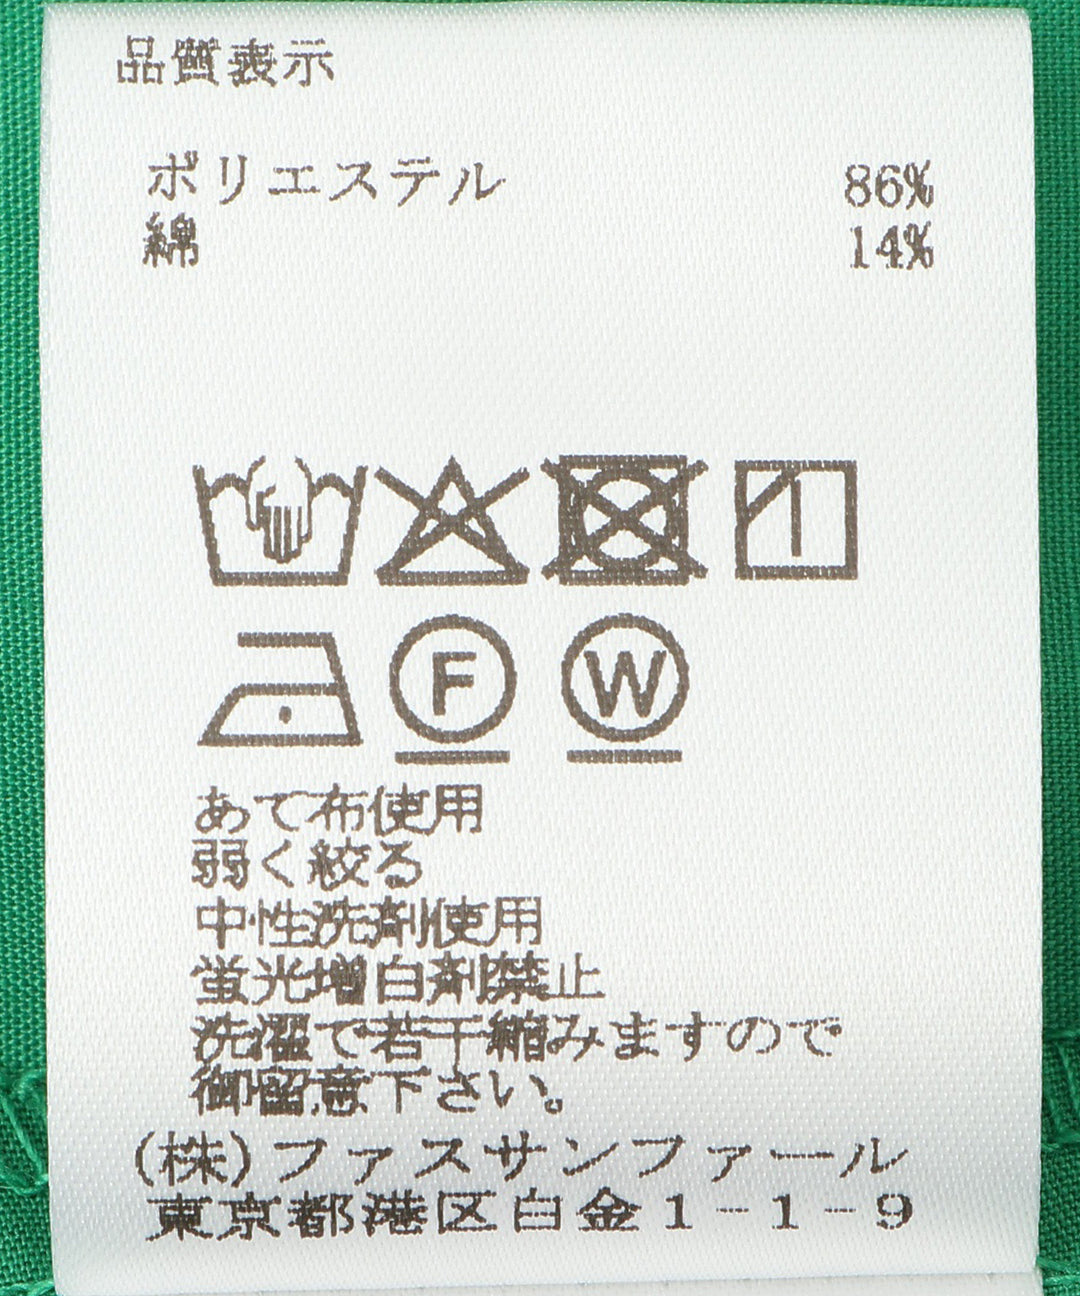 品質表示
ポリエステル 86%
綿 14%
F W
あて布使用
弱く絞る
中性洗剤使用
蛍光増白剤禁止
洗濯で若干縮みますので
御留意下さい。
(株)ファスサンファール
東京都港区白金1-1-9